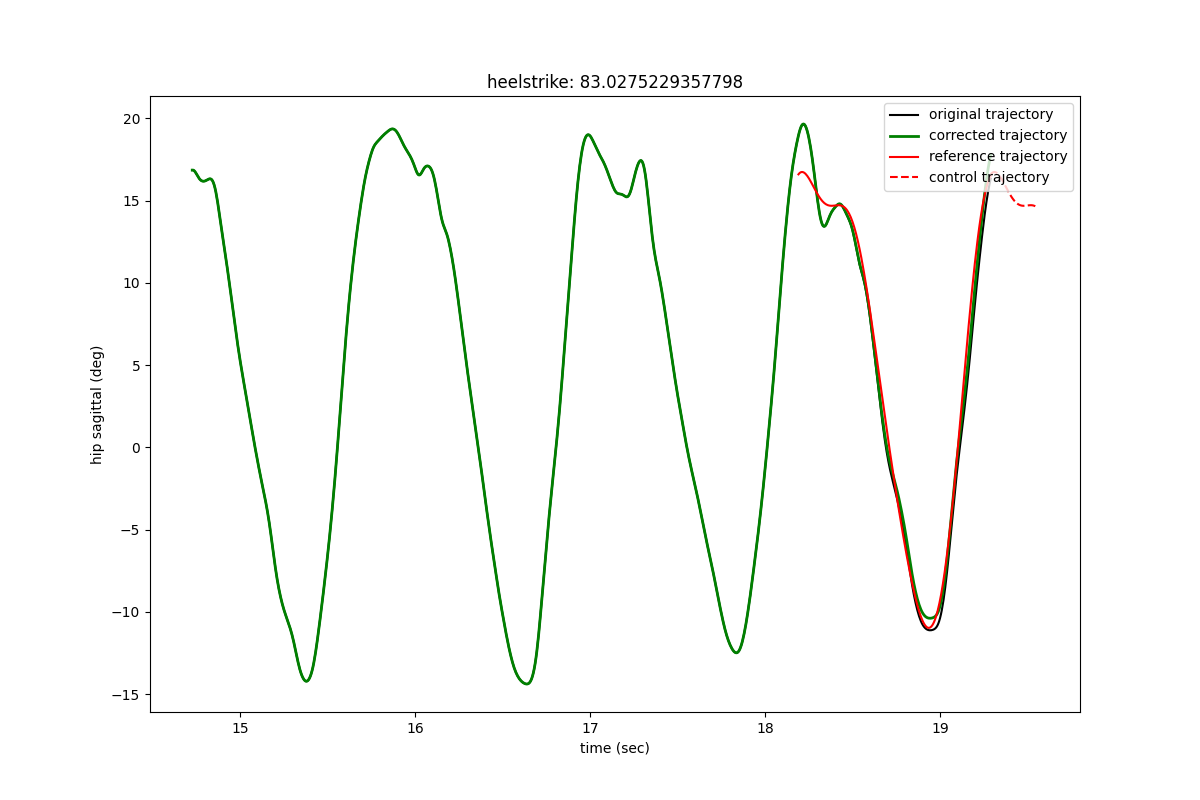 heelstrike: 83.0275229357798
original trajectory
corrected trajectory
reference trajectory
control trajectory
20
15
10
5
0
−5
−10
−15
hip sagittal (deg)
15 16 17 18 19
time (sec)